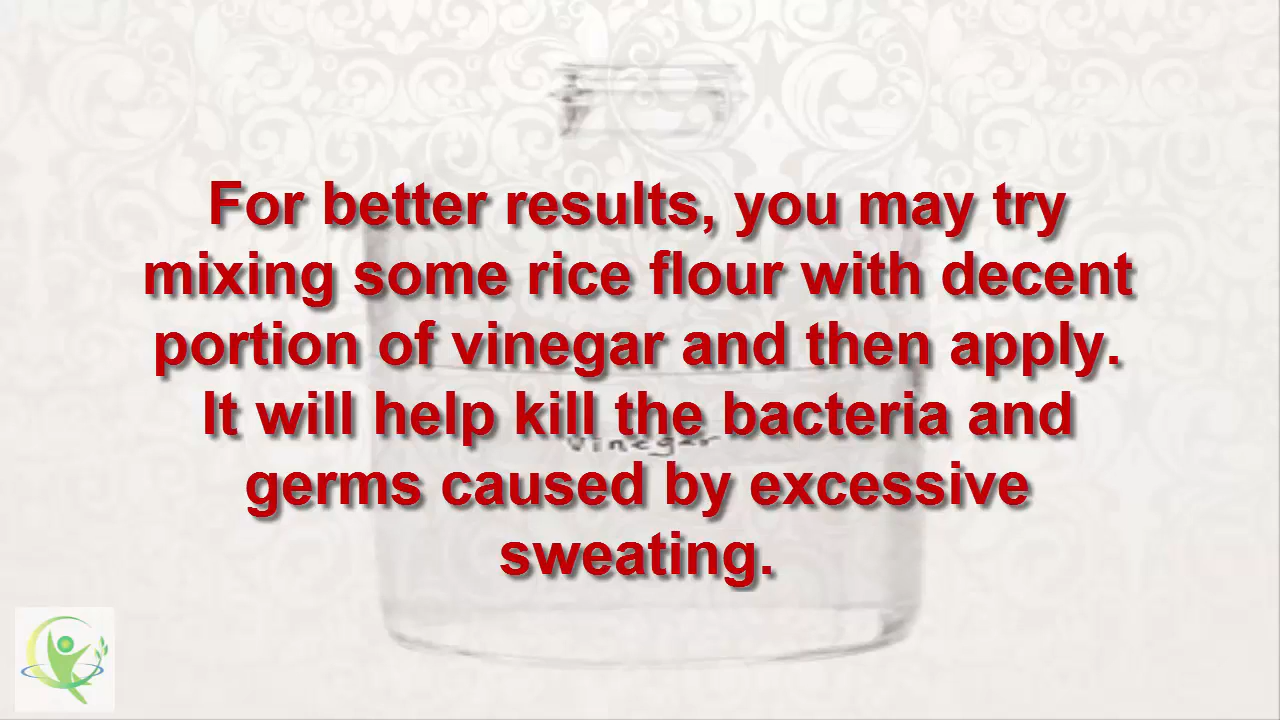 For better results, you may try
mixing some rice flour with decent
portion of vinegar and then apply.
It will help kill the bacteria and
vinegar
germs caused by excessive
sweating.